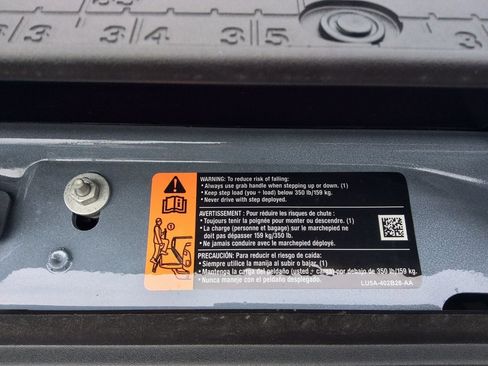 3 3 4 3 5 13
WARNING: To reduce risk of falling:
• Always use grab handle when stepping up or down. (1)
• Keep step load (you + load) below 350 lb/159 kg.
• Never drive with step deployed.
AVERTISSEMENT : Pour réduire les risques de chute :
• Toujours tenir la poignée pour monter ou descendre. (1)
• La charge (personne et bagage) sur le marchepied ne
doit pas dépasser 159 kg/350 lb.
• Ne jamais conduire avec le marchepied déployé.
PRECAUCIÓN: Para reducir el riesgo de caída:
• Siempre utilice la manija al subir o bajar. (1)
• Mantenga la carga del peldaño (usted + carga) por debajo de 350 lb/159 kg.
• Nunca maneje con el peldaño desplegado.
LU5A-402B28-AA
1